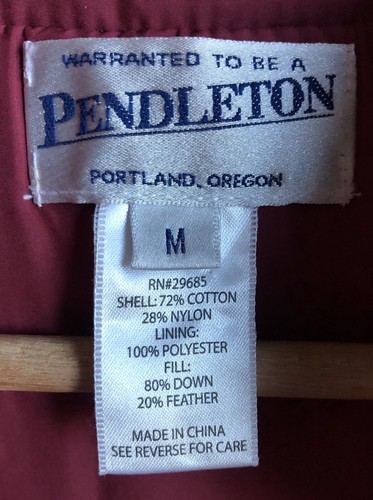 WARRANTED TO BE A
PENDLETON
PORTLAND, OREGON
M
RN#29685
SHELL: 72% COTTON
28% NYLON
LINING:
100% POLYESTER
FILL:
80% DOWN
20% FEATHER
MADE IN CHINA
SEE REVERSE FOR CARE